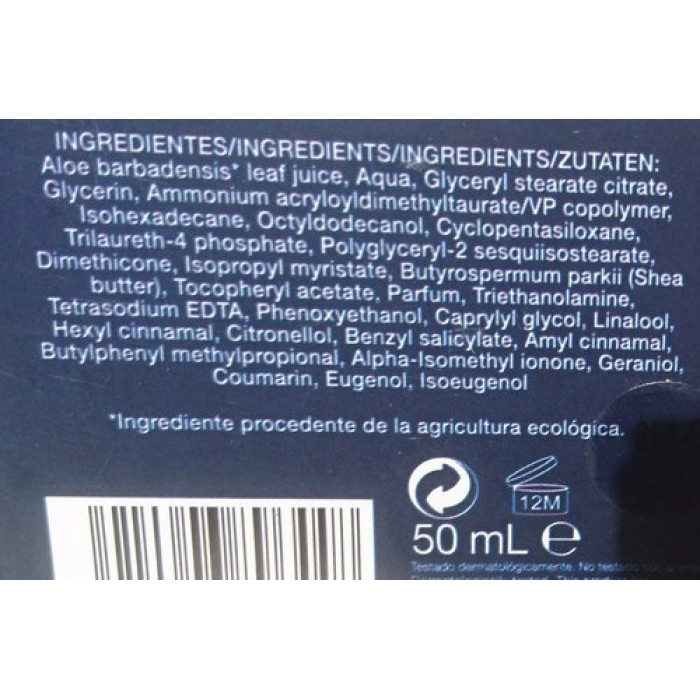 INGREDIENTES/INGREDIENTS/INGREDIENTS/ZUTATEN:
Aloe barbadensis* leaf juice, Aqua, Glyceryl stearate citrate,
Glycerin, Ammonium acryloyldimethyltaurate/VP copolymer,
Isohexadecane, Octyldodecanol, Cyclopentasiloxane,
Trilaureth-4 phosphate, Polyglyceryl-2 sesquiisostearate,
Dimethicone, Isopropyl myristate, Butyrospermum parkii (Shea
butter), Tocopheryl acetate, Parfum, Triethanolamine,
Tetrasodium EDTA, Phenoxyethanol, Caprylyl glycol, Linalool,
Hexyl cinnamal, Citronellol, Benzyl salicylate, Amyl cinnamal,
Butylphenyl methylpropional, Alpha-Isomethyl ionone, Geraniol,
Coumarin, Eugenol, Isoeugenol
*Ingrediente procedente de la agricultura ecológica.
12M
50 mL e
Testado dermatológicamente. No testado